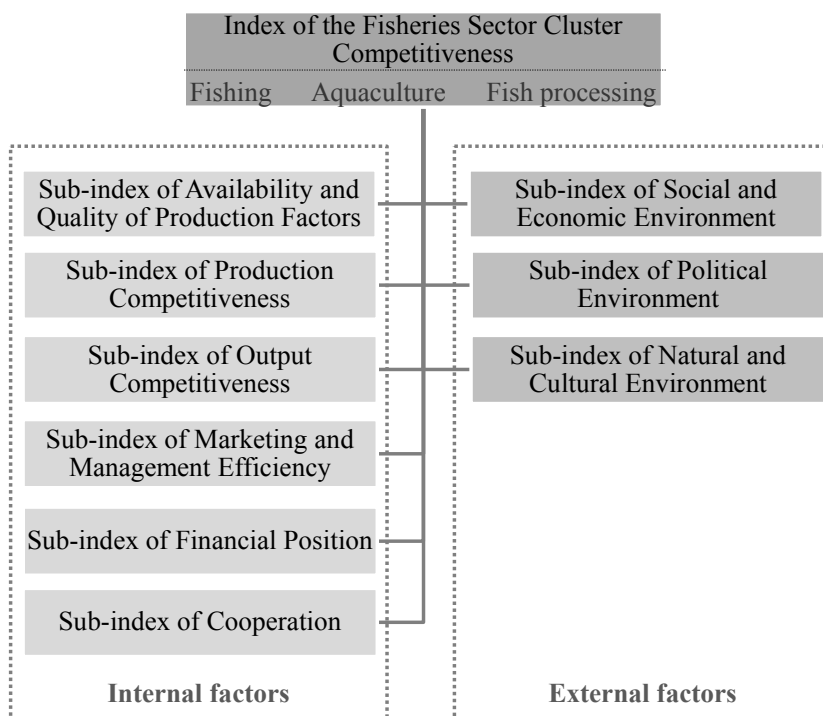 Index of the Fisheries Sector Cluster
Competitiveness
Fishing Aquaculture Fish processing
Sub-index of Availability and
Quality of Production Factors
Sub-index of Production
Competitiveness
Sub-index of Output
Competitiveness
Sub-index of Marketing and
Management Efficiency
Sub-index of Financial Position
Sub-index of Cooperation
Internal factors
Sub-index of Social and
Economic Environment
Sub-index of Political
Environment
Sub-index of Natural and
Cultural Environment
External factors